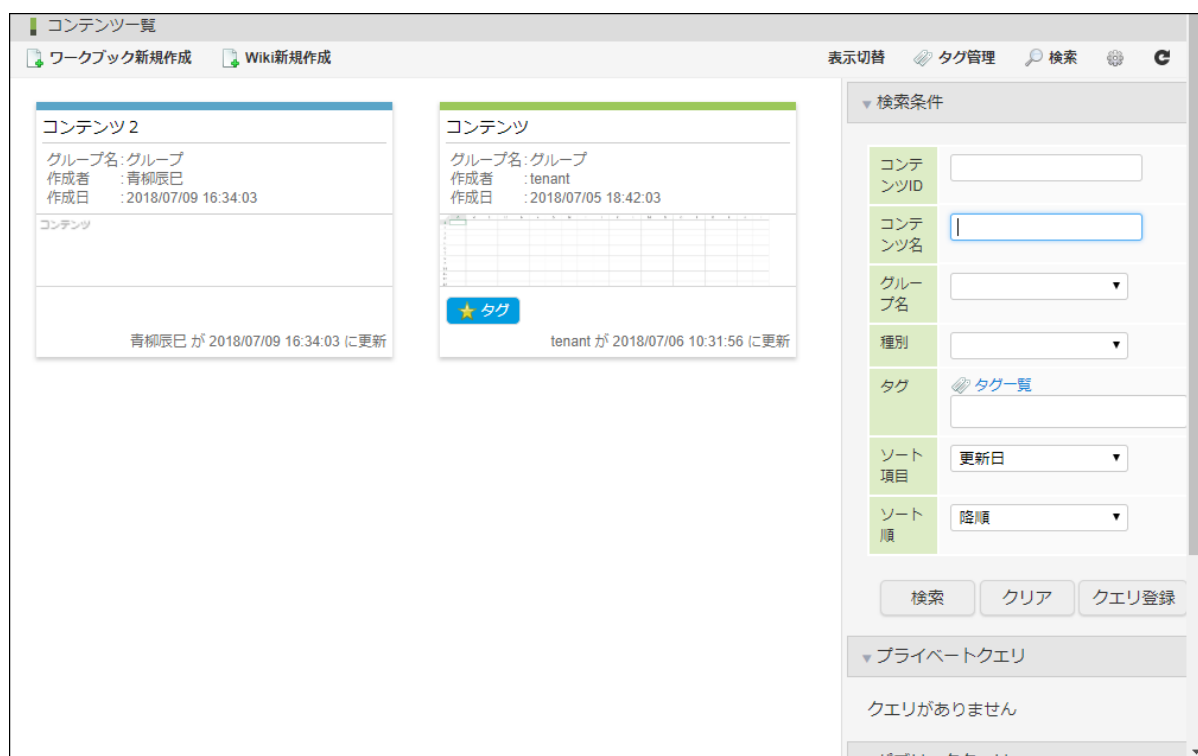 コンテンツ一覧
ワークブック新規作成 Wiki新規作成 表示切替 タグ管理 検索
コンテンツ 2
グループ名:グループ
作成者 :青柳辰巳
作成日 :2018/07/09 16:34:03
コンテンツ
青柳辰巳 が 2018/07/09 16:34:03 に更新
コンテンツ
グループ名:グループ
作成者 :tenant
作成日 :2018/07/05 18:42:03
タグ
tenant が 2018/07/06 10:31:56 に更新
検索条件
コンテ
ンツID
コンテ
ンツ名
グルー
プ名
種別
タグ タグ一覧
ソート
項目 更新日
ソート
順 降順
検索 クリア クエリ登録
プライベートクエリ
クエリがありません